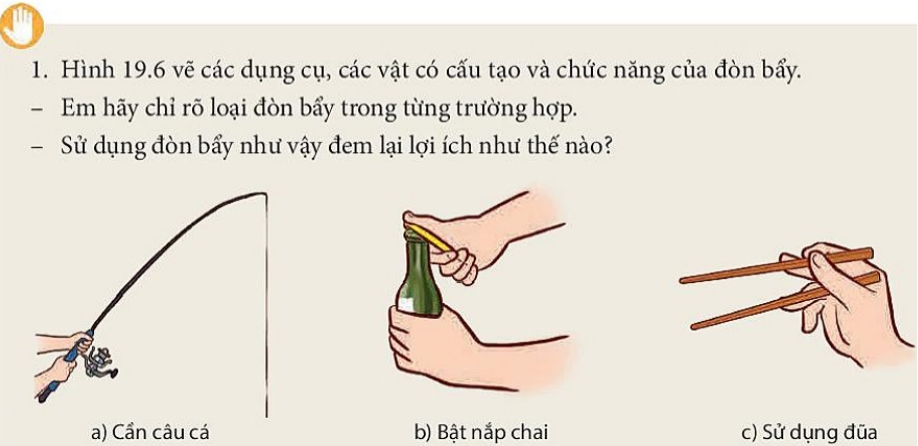 1. Hình 19.6 vẽ các dụng cụ, các vật có cấu tạo và chức năng của đòn bẩy.
– Em hãy chỉ rõ loại đòn bẩy trong từng trường hợp.
– Sử dụng đòn bẩy như vậy đem lại lợi ích như thế nào?
a) Cần câu cá
b) Bật nắp chai
c) Sử dụng đũa